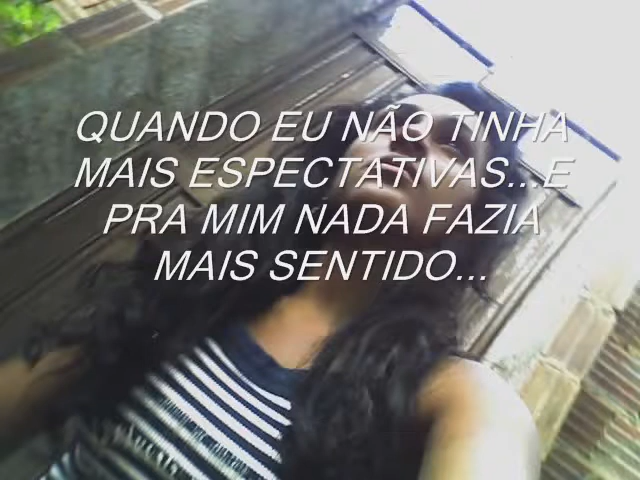 QUANDO EU NÃO TINHA
MAIS ESPECTATIVAS...E
PRA MIM NADA FAZIA
MAIS SENTIDO...